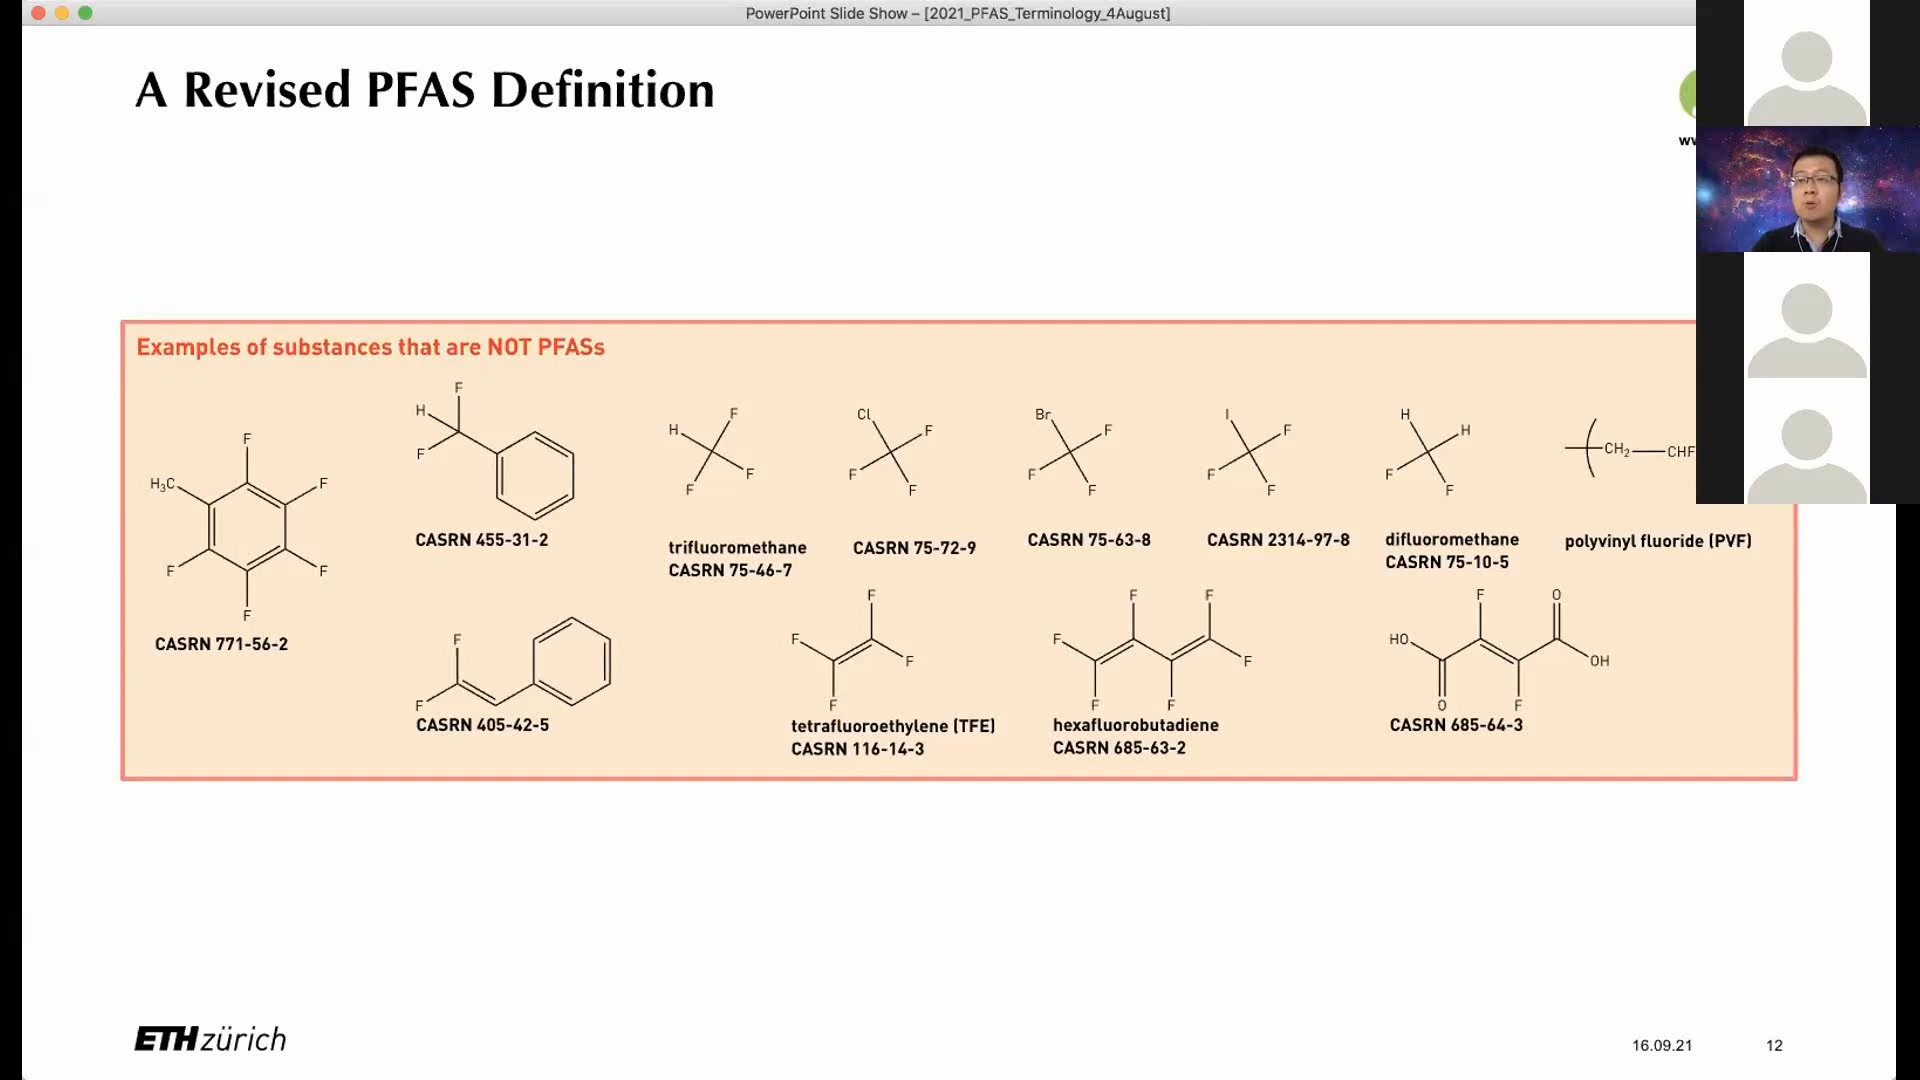 PowerPoint Slide Show – [2021_PFAS_Terminology_4August]
A Revised PFAS Definition
Examples of substances that are NOT PFASs
H₃C F F F F F
CASRN 771-56-2
H F F
CASRN 455-31-2
H F F F
trifluoromethane
CASRN 75-46-7
Cl F F F
CASRN 75-72-9
Br F F F
CASRN 75-63-8
I F F F
CASRN 2314-97-8
H H F F
difluoromethane
CASRN 75-10-5
CH₂ CHF
polyvinyl fluoride (PVF)
F F
CASRN 405-42-5
F F F F
tetrafluoroethylene (TFE)
CASRN 116-14-3
F F F F F F
hexafluorobutadiene
CASRN 685-63-2
HO O F F O OH
CASRN 685-64-3
ETH zürich
16.09.21
12